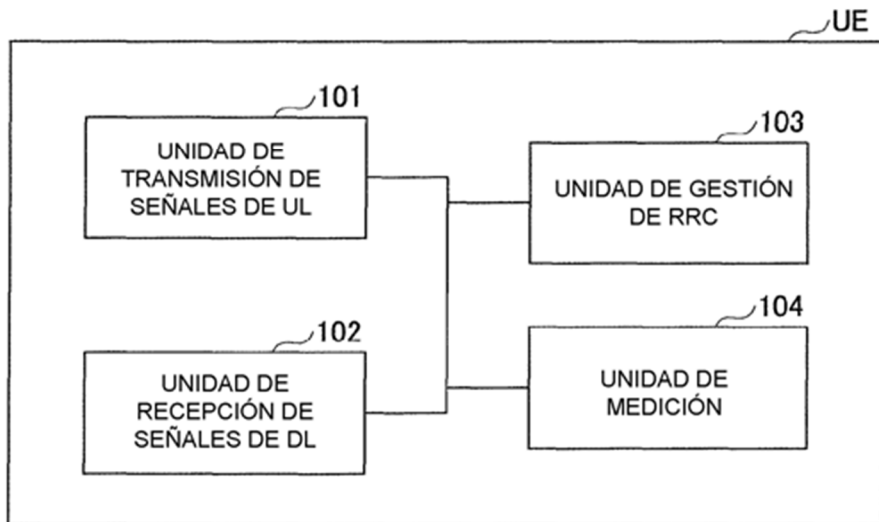 UE
101
UNIDAD DE
TRANSMISIÓN DE
SEÑALES DE UL
103
UNIDAD DE GESTIÓN
DE RRC
102
UNIDAD DE
RECEPCIÓN DE
SEÑALES DE DL
104
UNIDAD DE
MEDICIÓN